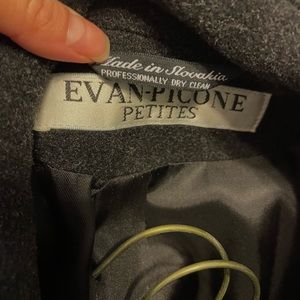 Made in Slovakia
PROFESSIONALLY DRY CLEAN
EVAN-PICONE
PETITES